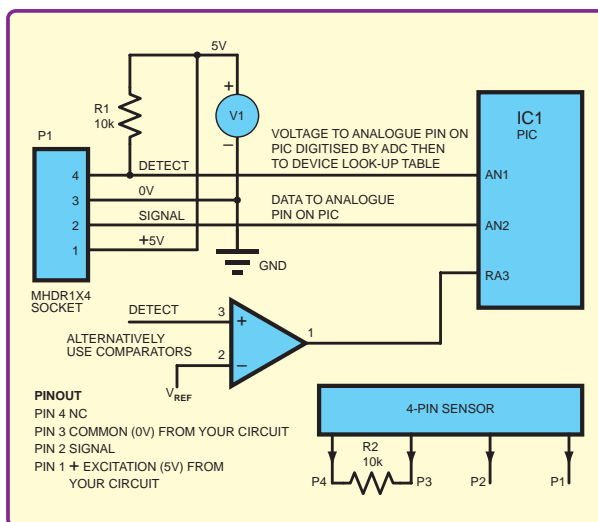 5V
R1
10k
+
V1
−
P1
VOLTAGE TO ANALOGUE PIN ON
PIC DIGITISED BY ADC THEN
TO DEVICE LOOK-UP TABLE
IC1
PIC
4
DETECT
AN1
3
0V
DATA TO ANALOGUE
PIN ON PIC
2
SIGNAL
AN2
1
+5V
GND
RA3
MHDR1X4
SOCKET
DETECT
3
+
1
ALTERNATIVELY
USE COMPARATORS
2
−
VREF
PINOUT
PIN 4 NC
PIN 3 COMMON (0V) FROM YOUR CIRCUIT
PIN 2 SIGNAL
PIN 1 + EXCITATION (5V) FROM
YOUR CIRCUIT
4-PIN SENSOR
R2
10k
P4
P3
P2
P1